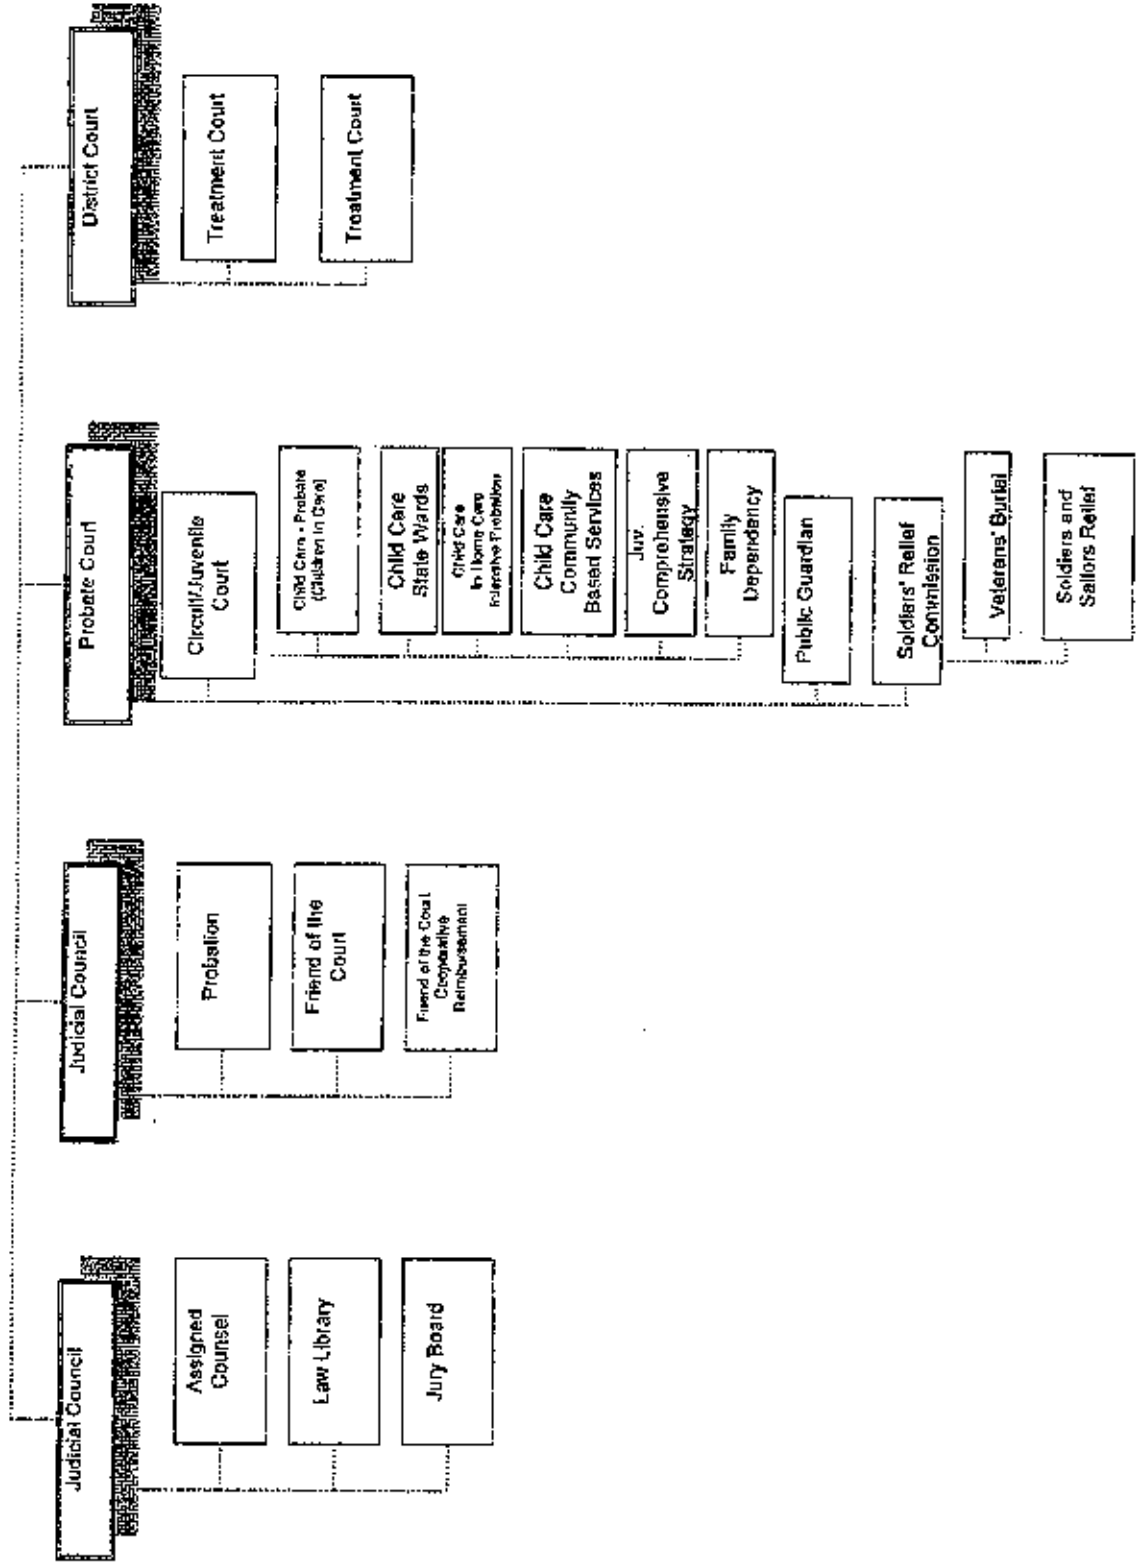 Judicial Council
Assigned
Counsel
Law Library
Jury Board
Judicial Council
Probation
Friend of the
Court
Friend of the Court
Cooperative
Reimbursement
Probate Court
Circuit/Juvenile
Court
Child Care - Probate
(Children in Care)
Child Care
State Wards
Child Care
In Home Care
Intensive Probation
Child Care
Community
Based Services
Juv.
Comprehensive
Strategy
Family
Dependency
Public Guardian
Soldiers' Relief
Commission
Veterans' Burial
Soldiers and
Sailors Relief
District Court
Treatment Court
Treatment Court